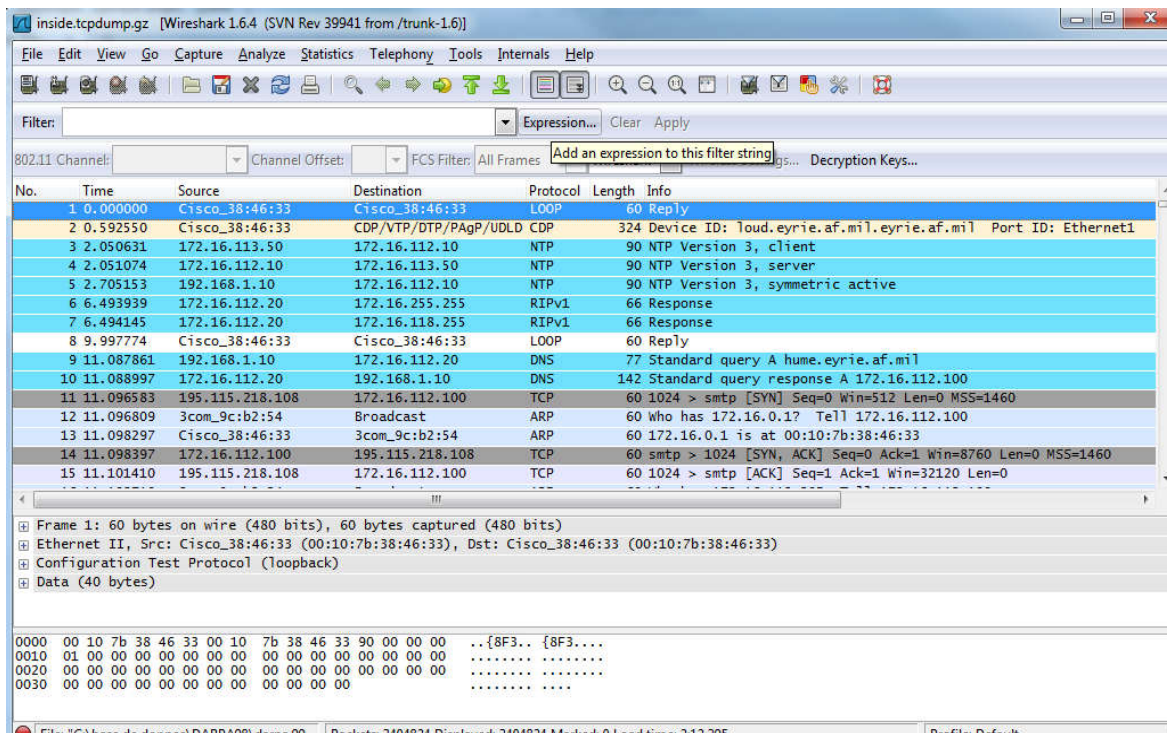 inside.tcpdump.gz [Wireshark 1.6.4 (SVN Rev 39941 from /trunk-1.6)]
File Edit View Go Capture Analyze Statistics Telephony Tools Internals Help
Filter: Expression... Clear Apply
802.11 Channel: Channel Offset: FCS Filter: All Frames Add an expression to this filter string Decryption Keys...
No. Time Source Destination Protocol Length Info
1 0.000000 Cisco_38:46:33 Cisco_38:46:33 LOOP 60 Reply
2 0.592550 Cisco_38:46:33 CDP/VTP/DTP/PAgP/UDLD CDP 324 Device ID: loud.eyrie.af.mil.eyrie.af.mil Port ID: Ethernet1
3 2.050631 172.16.113.50 172.16.112.10 NTP 90 NTP Version 3, client
4 2.051074 172.16.112.10 172.16.113.50 NTP 90 NTP Version 3, server
5 2.705153 192.168.1.10 172.16.112.10 NTP 90 NTP Version 3, symmetric active
6 6.493939 172.16.112.20 172.16.255.255 RIPv1 66 Response
7 6.494145 172.16.112.20 172.16.118.255 RIPv1 66 Response
8 9.997774 Cisco_38:46:33 Cisco_38:46:33 LOOP 60 Reply
9 11.087861 192.168.1.10 172.16.112.20 DNS 77 Standard query A hume.eyrie.af.mil
10 11.088997 172.16.112.20 192.168.1.10 DNS 142 Standard query response A 172.16.112.100
11 11.096583 195.115.218.108 172.16.112.100 TCP 60 1024 > smtp [SYN] Seq=0 Win=512 Len=0 MSS=1460
12 11.096809 3com_9c:b2:54 Broadcast ARP 60 Who has 172.16.0.1? Tell 172.16.112.100
13 11.098297 Cisco_38:46:33 3com_9c:b2:54 ARP 60 172.16.0.1 is at 00:10:7b:38:46:33
14 11.098397 172.16.112.100 195.115.218.108 TCP 60 smtp > 1024 [SYN, ACK] Seq=0 Ack=1 Win=8760 Len=0 MSS=1460
15 11.101410 195.115.218.108 172.16.112.100 TCP 60 1024 > smtp [ACK] Seq=1 Ack=1 Win=32120 Len=0
Frame 1: 60 bytes on wire (480 bits), 60 bytes captured (480 bits)
Ethernet II, Src: Cisco_38:46:33 (00:10:7b:38:46:33), Dst: Cisco_38:46:33 (00:10:7b:38:46:33)
Configuration Test Protocol (loopback)
Data (40 bytes)
0000 00 10 7b 38 46 33 00 10 7b 38 46 33 90 00 00 00 ..{8F3.. {8F3....
0010 01 00 00 00 00 00 00 00 00 00 00 00 00 00 00 00 ........ ........
0020 00 00 00 00 00 00 00 00 00 00 00 00 00 00 00 00 ........ ........
0030 00 00 00 00 00 00 00 00 00 00 00 00 ........ ....